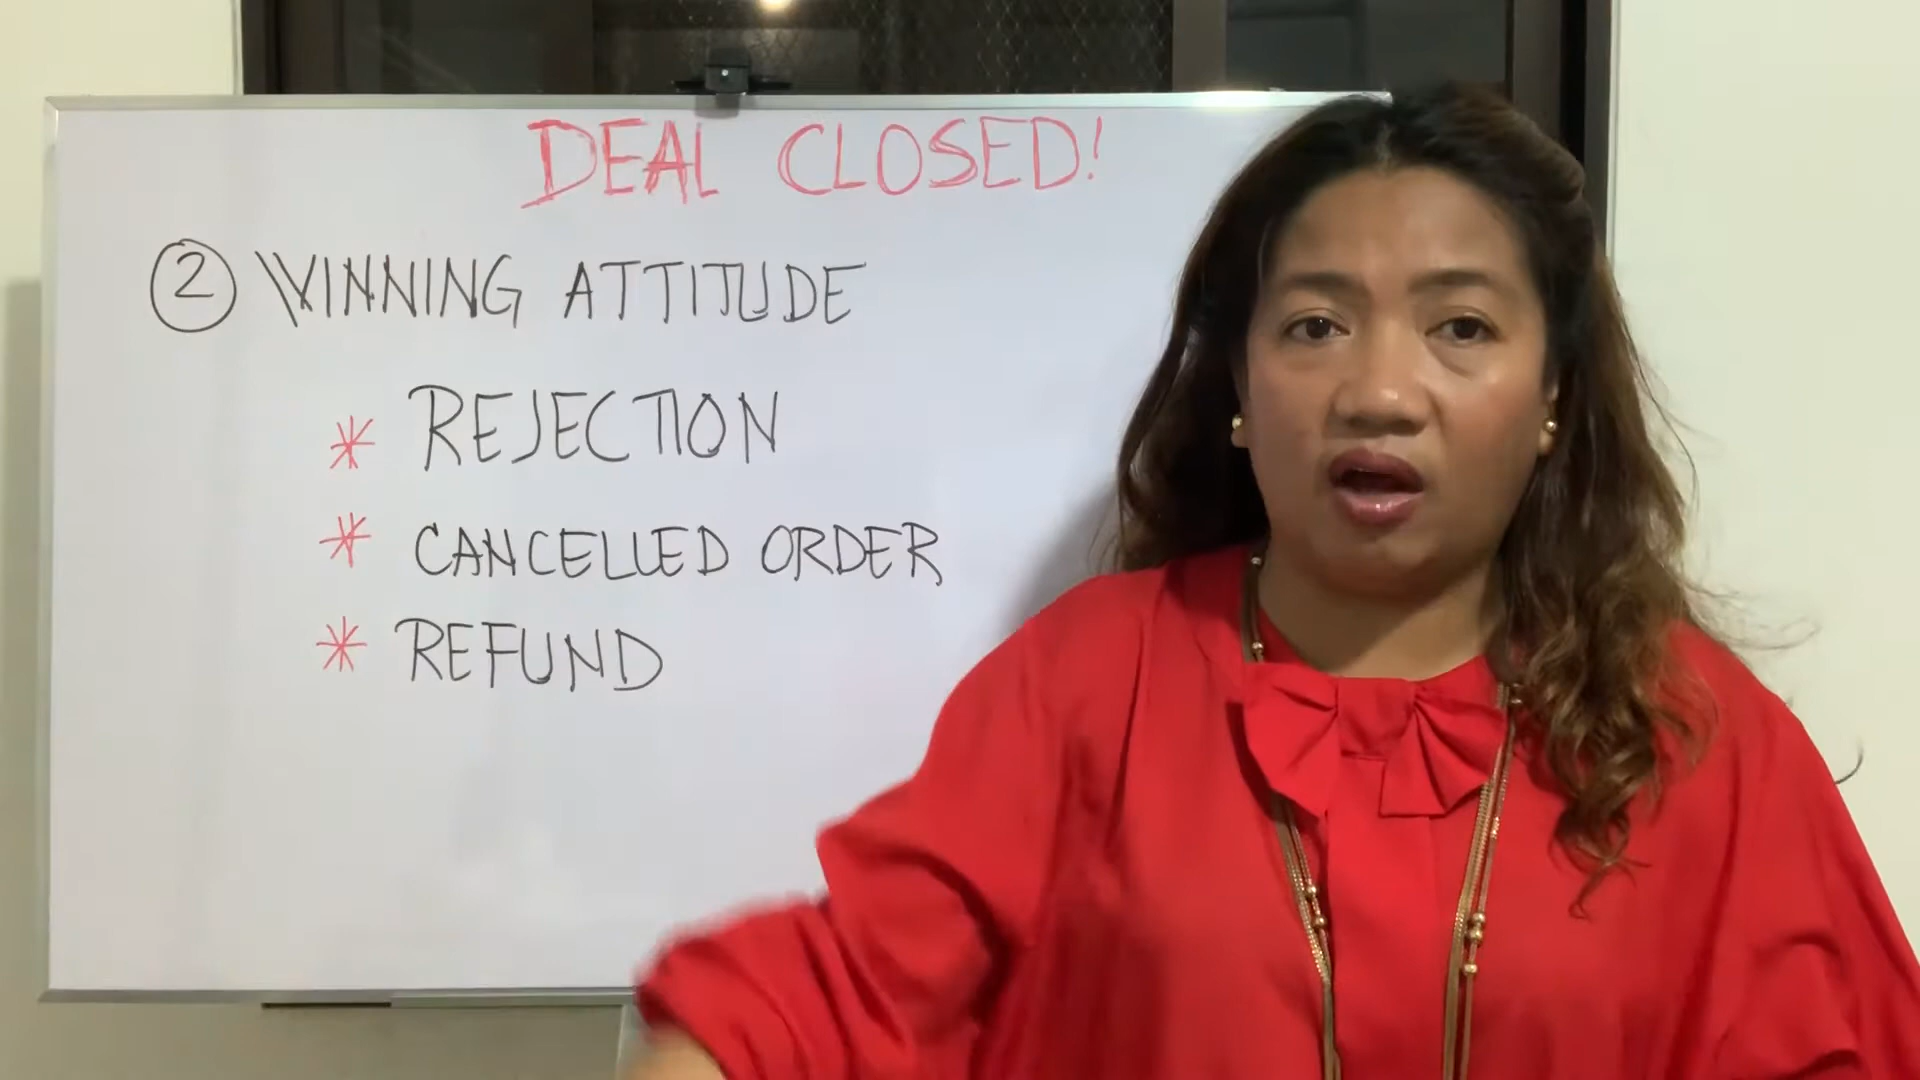 DEAL CLOSED!
2 WINNING ATTITUDE
* REJECTION
* CANCELLED ORDER
* REFUND